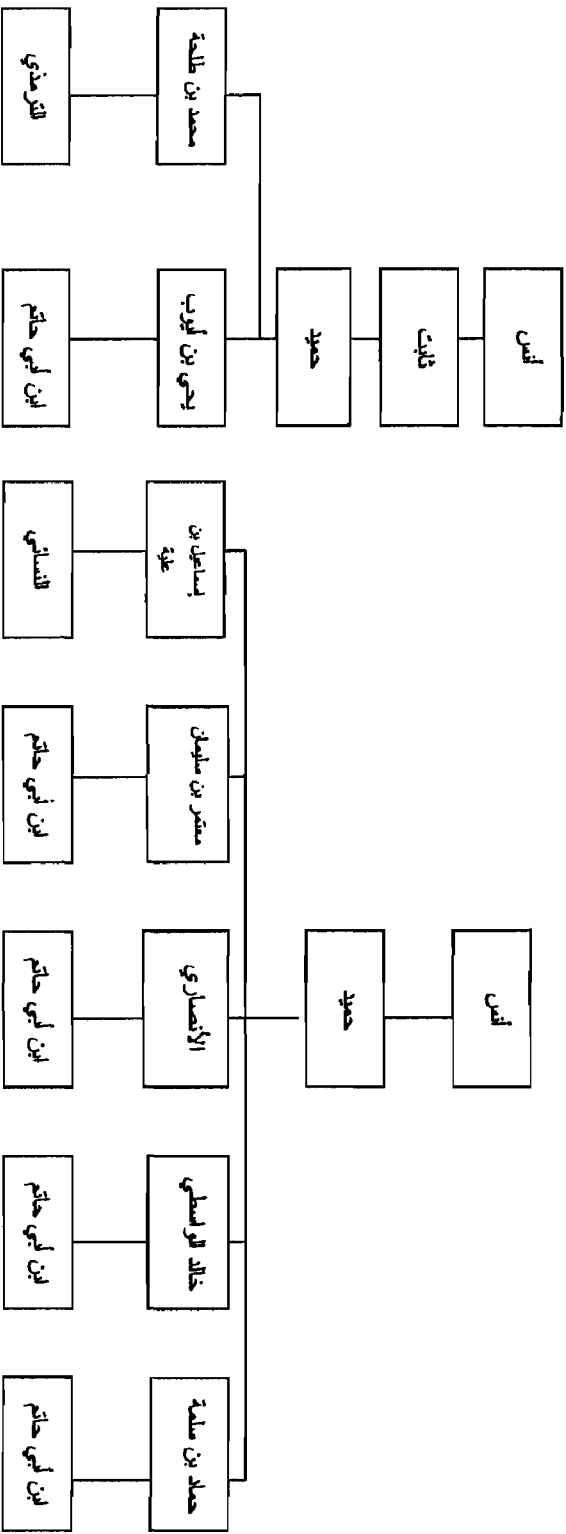 أنس
حميد
حماد بن سلمة
خالد الواسطي
الأنصاري
معتمر بن سليمان
إسماعيل بن
علية
ابن أبي حاتم
ابن أبي حاتم
ابن أبي حاتم
ابن أبي حاتم
النسائي
أنس
ثابت
حميد
يحي بن أيوب
محمد بن طلحة
ابن أبي حاتم
الترمذي